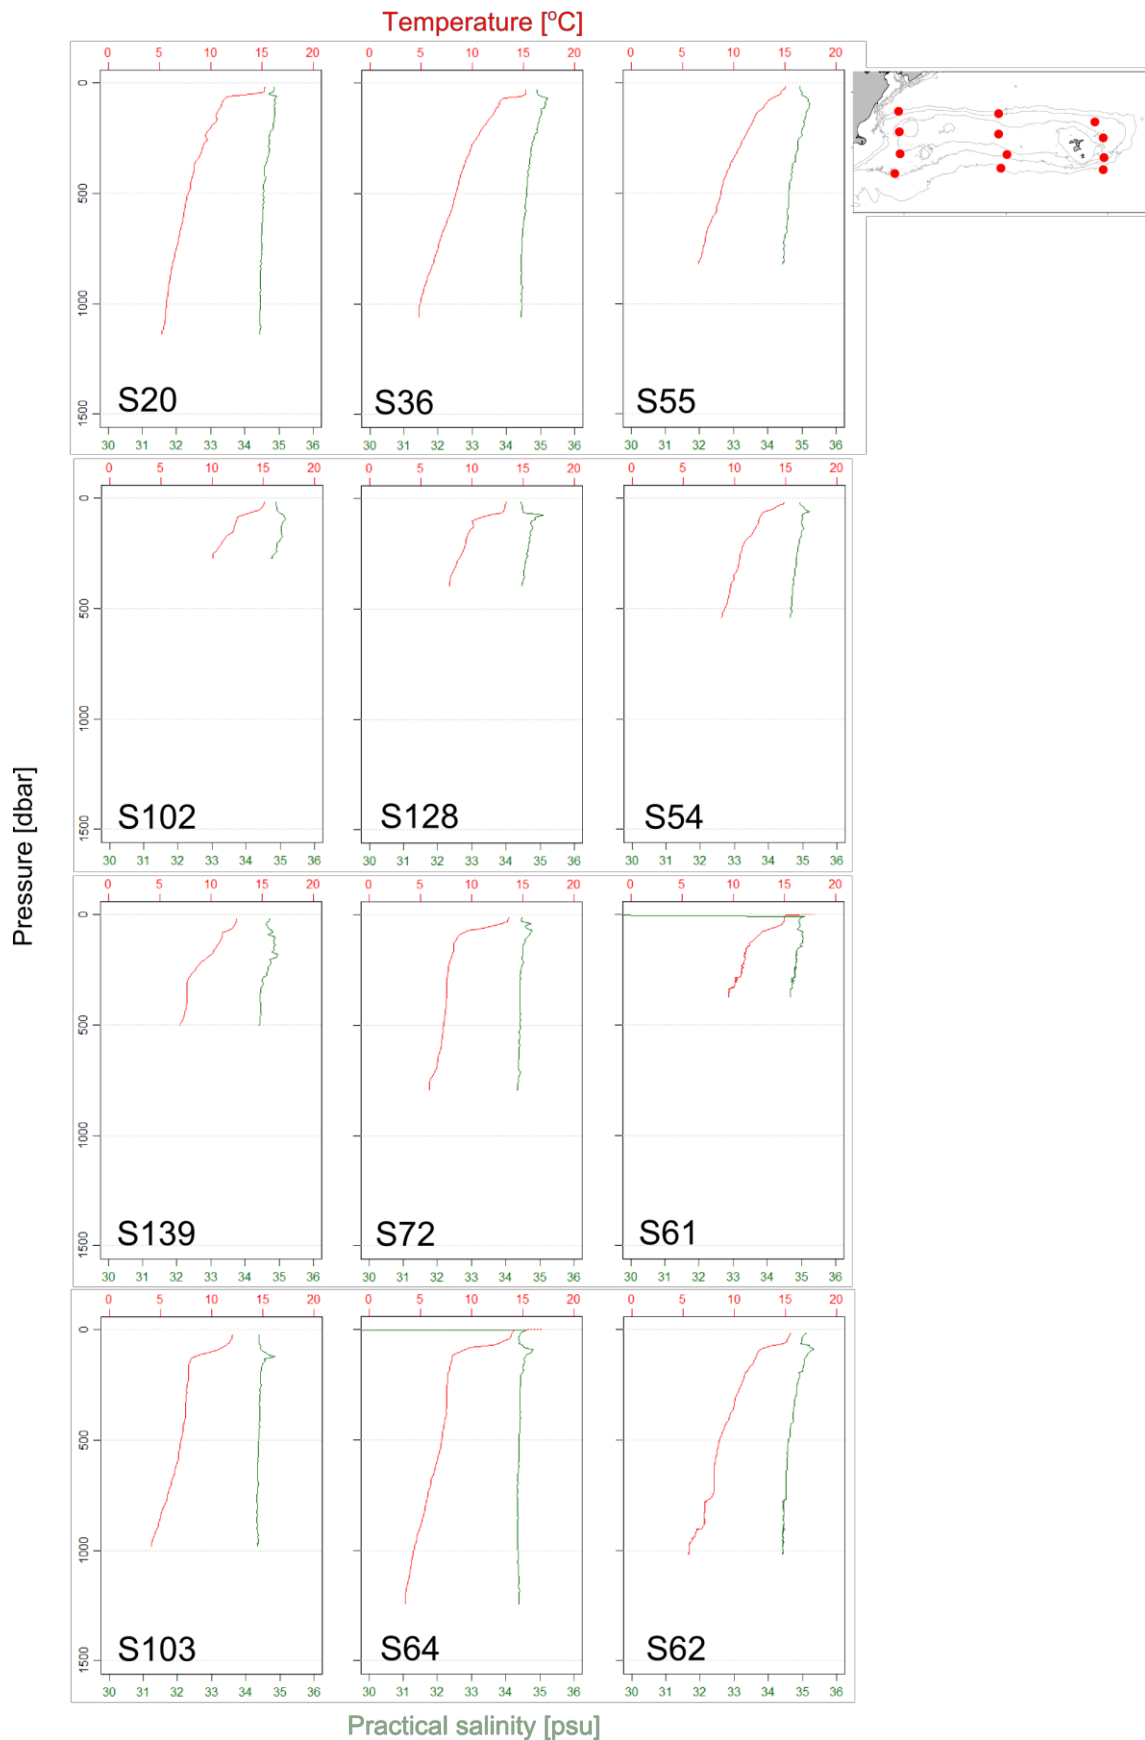 Temperature [°C]
0 5 10 15 20 0 5 10 15 20 0 5 10 15 20
0
500
1000
1500
S20 S36 S55
30 31 32 33 34 35 36 30 31 32 33 34 35 36 30 31 32 33 34 35 36
0 5 10 15 20 0 5 10 15 20 0 5 10 15 20
0
500
1000
1500
S102 S128 S54
30 31 32 33 34 35 36 30 31 32 33 34 35 36 30 31 32 33 34 35 36
Pressure [dbar]
0 5 10 15 20 0 5 10 15 20 0 5 10 15 20
0
500
1000
1500
S139 S72 S61
30 31 32 33 34 35 36 30 31 32 33 34 35 36 30 31 32 33 34 35 36
0 5 10 15 20 0 5 10 15 20 0 5 10 15 20
0
500
1000
1500
S103 S64 S62
30 31 32 33 34 35 36 30 31 32 33 34 35 36 30 31 32 33 34 35 36
Practical salinity [psu]